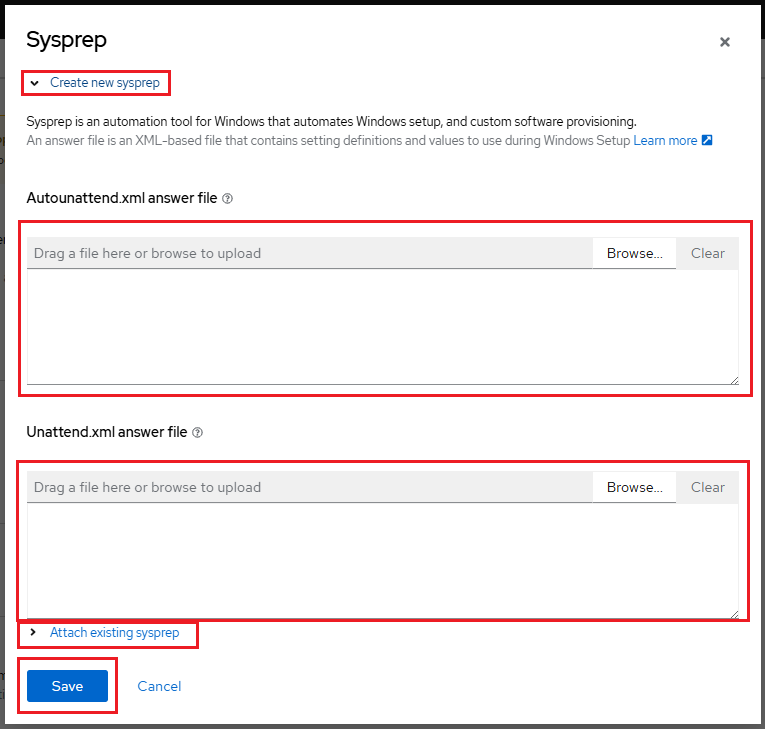 Sysprep
Create new sysprep
Sysprep is an automation tool for Windows that automates Windows setup, and custom software provisioning.
An answer file is an XML-based file that contains setting definitions and values to use during Windows Setup Learn more
Autounattend.xml answer file
Drag a file here or browse to upload Browse... Clear
Unattend.xml answer file
Drag a file here or browse to upload Browse... Clear
Attach existing sysprep
Save Cancel